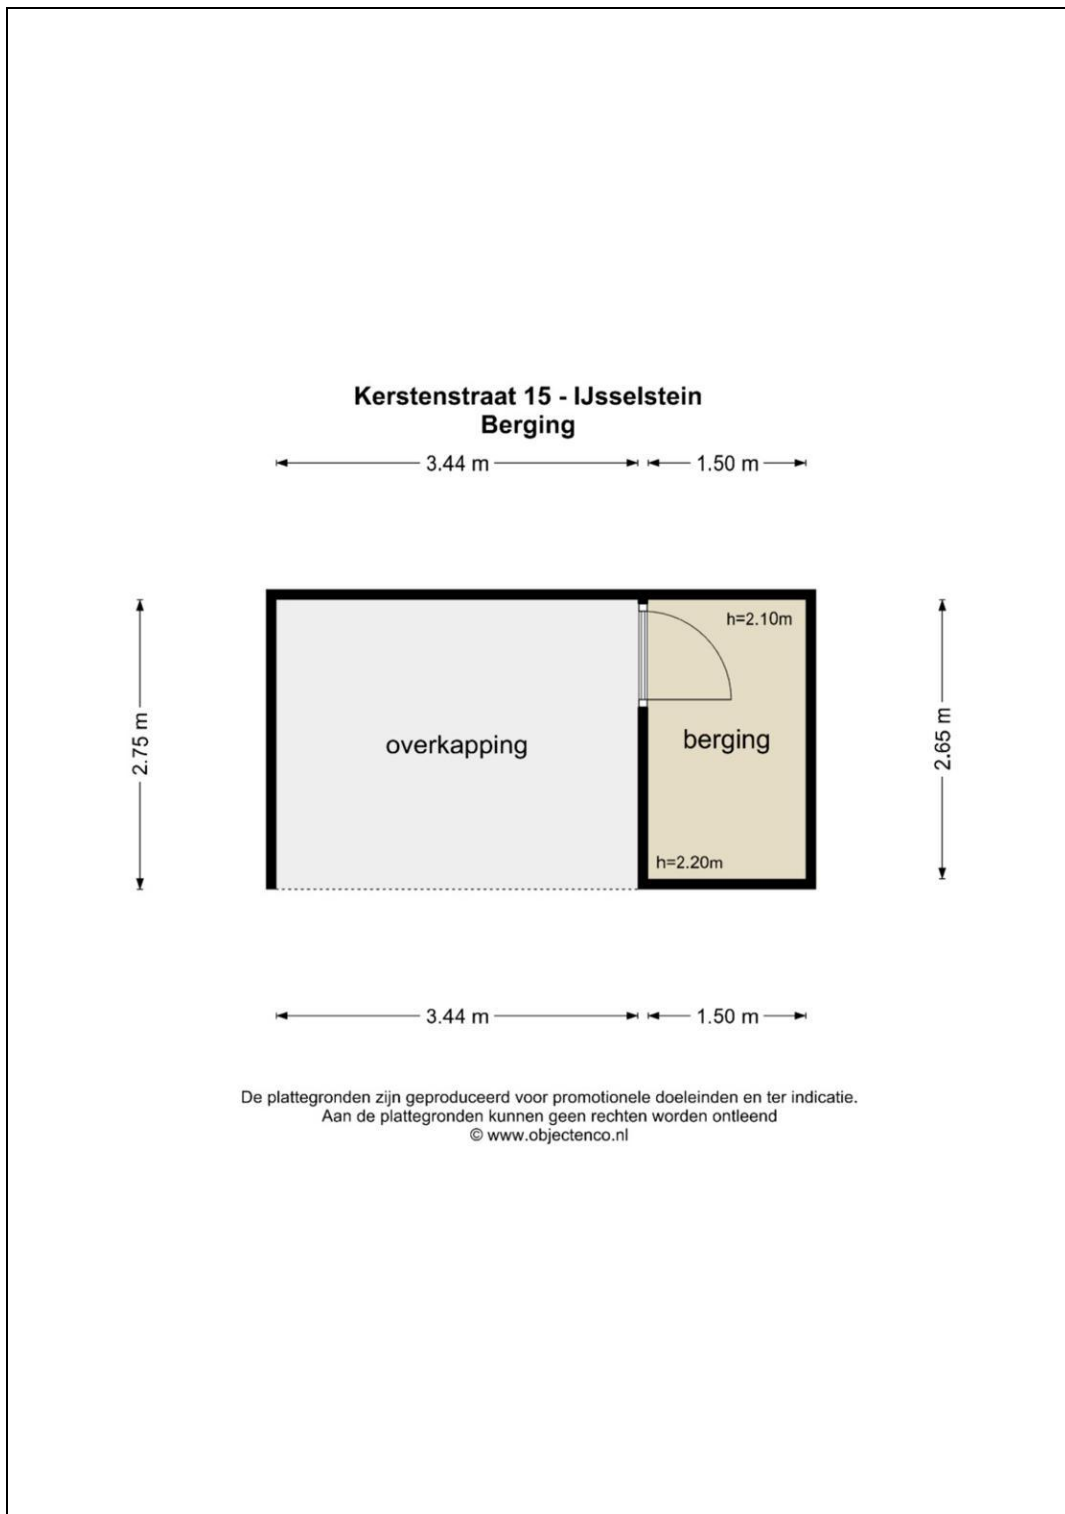 Kerstenstraat 15 - IJsselstein
Berging
3.44 m
1.50 m
h=2.10m
2.75 m
overkapping
berging
2.65 m
h=2.20m
3.44 m
1.50 m
De plattegronden zijn geproduceerd voor promotionele doeleinden en ter indicatie.
Aan de plattegronden kunnen geen rechten worden ontleend
© www.objectenco.nl